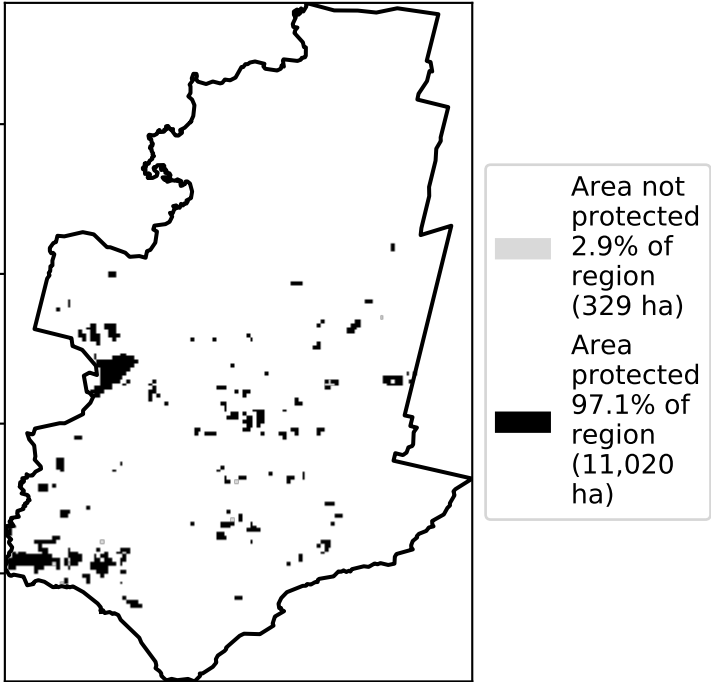 Area not
protected
2.9% of
region
(329 ha)
Area
protected
97.1% of
region
(11,020
ha)